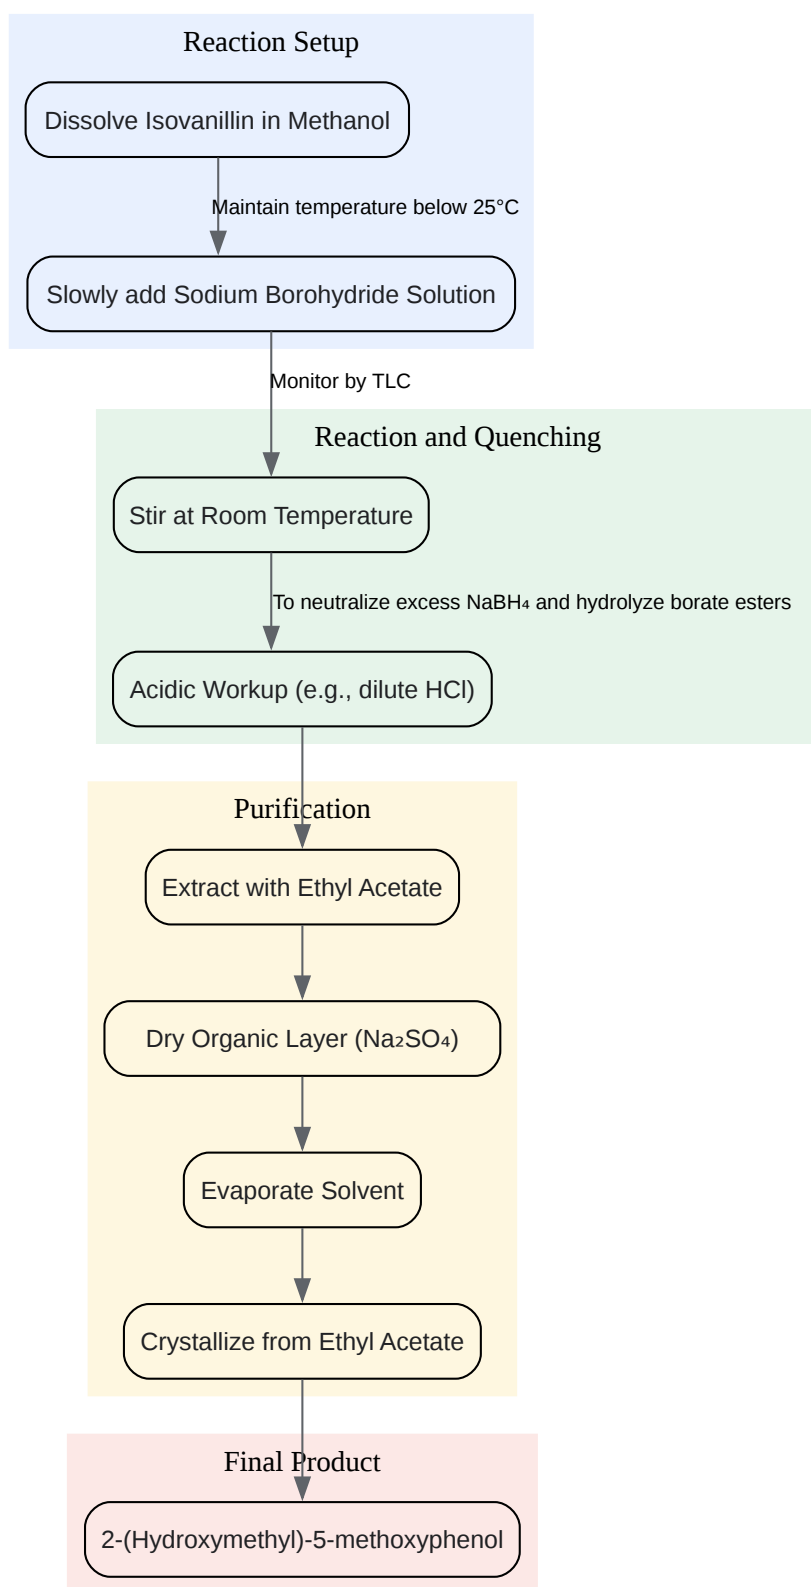 Reaction Setup
Dissolve Isovanillin in Methanol
Maintain temperature below 25°C
Slowly add Sodium Borohydride Solution
Monitor by TLC
Reaction and Quenching
Stir at Room Temperature
To neutralize excess NaBH₄ and hydrolyze borate esters
Acidic Workup (e.g., dilute HCl)
Purification
Extract with Ethyl Acetate
Dry Organic Layer (Na₂SO₄)
Evaporate Solvent
Crystallize from Ethyl Acetate
Final Product
2-(Hydroxymethyl)-5-methoxyphenol